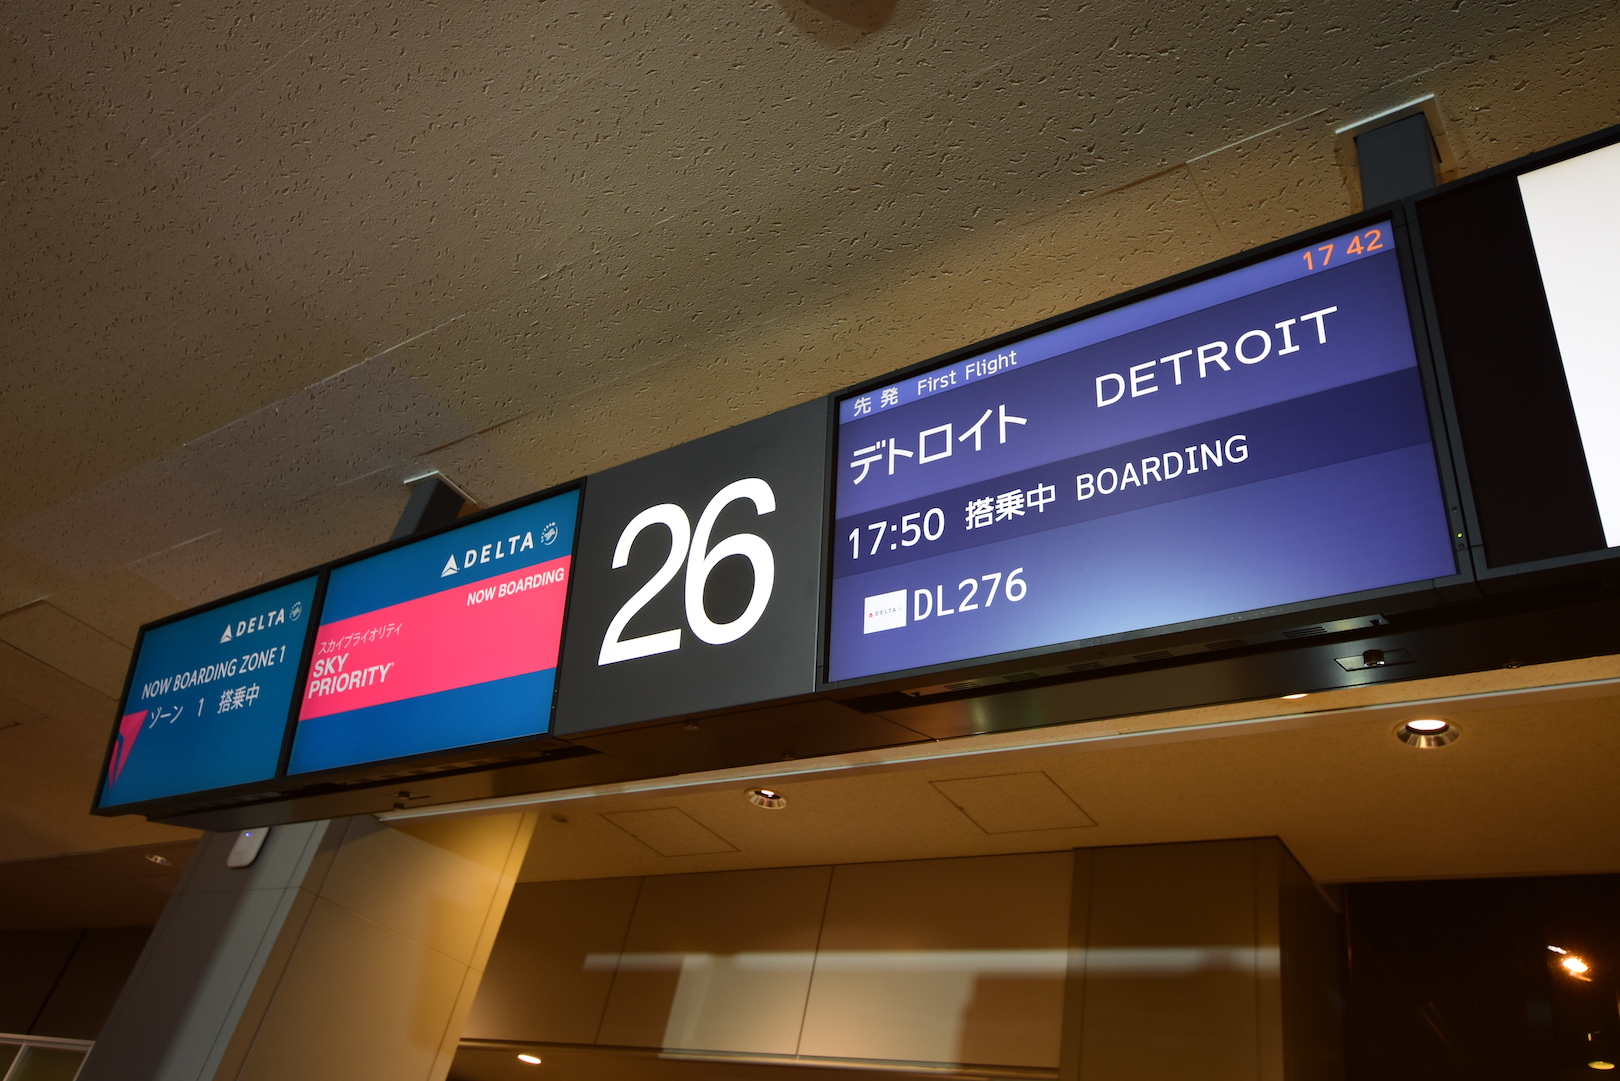 DELTA
NOW BOARDING ZONE 1
ゾーン 1 搭乗中
DELTA
NOW BOARDING
スカイプライオリティ
SKY
PRIORITY
26
17 42
先発 First Flight
デトロイト DETROIT
17:50 搭乗中 BOARDING
DELTA
DL276